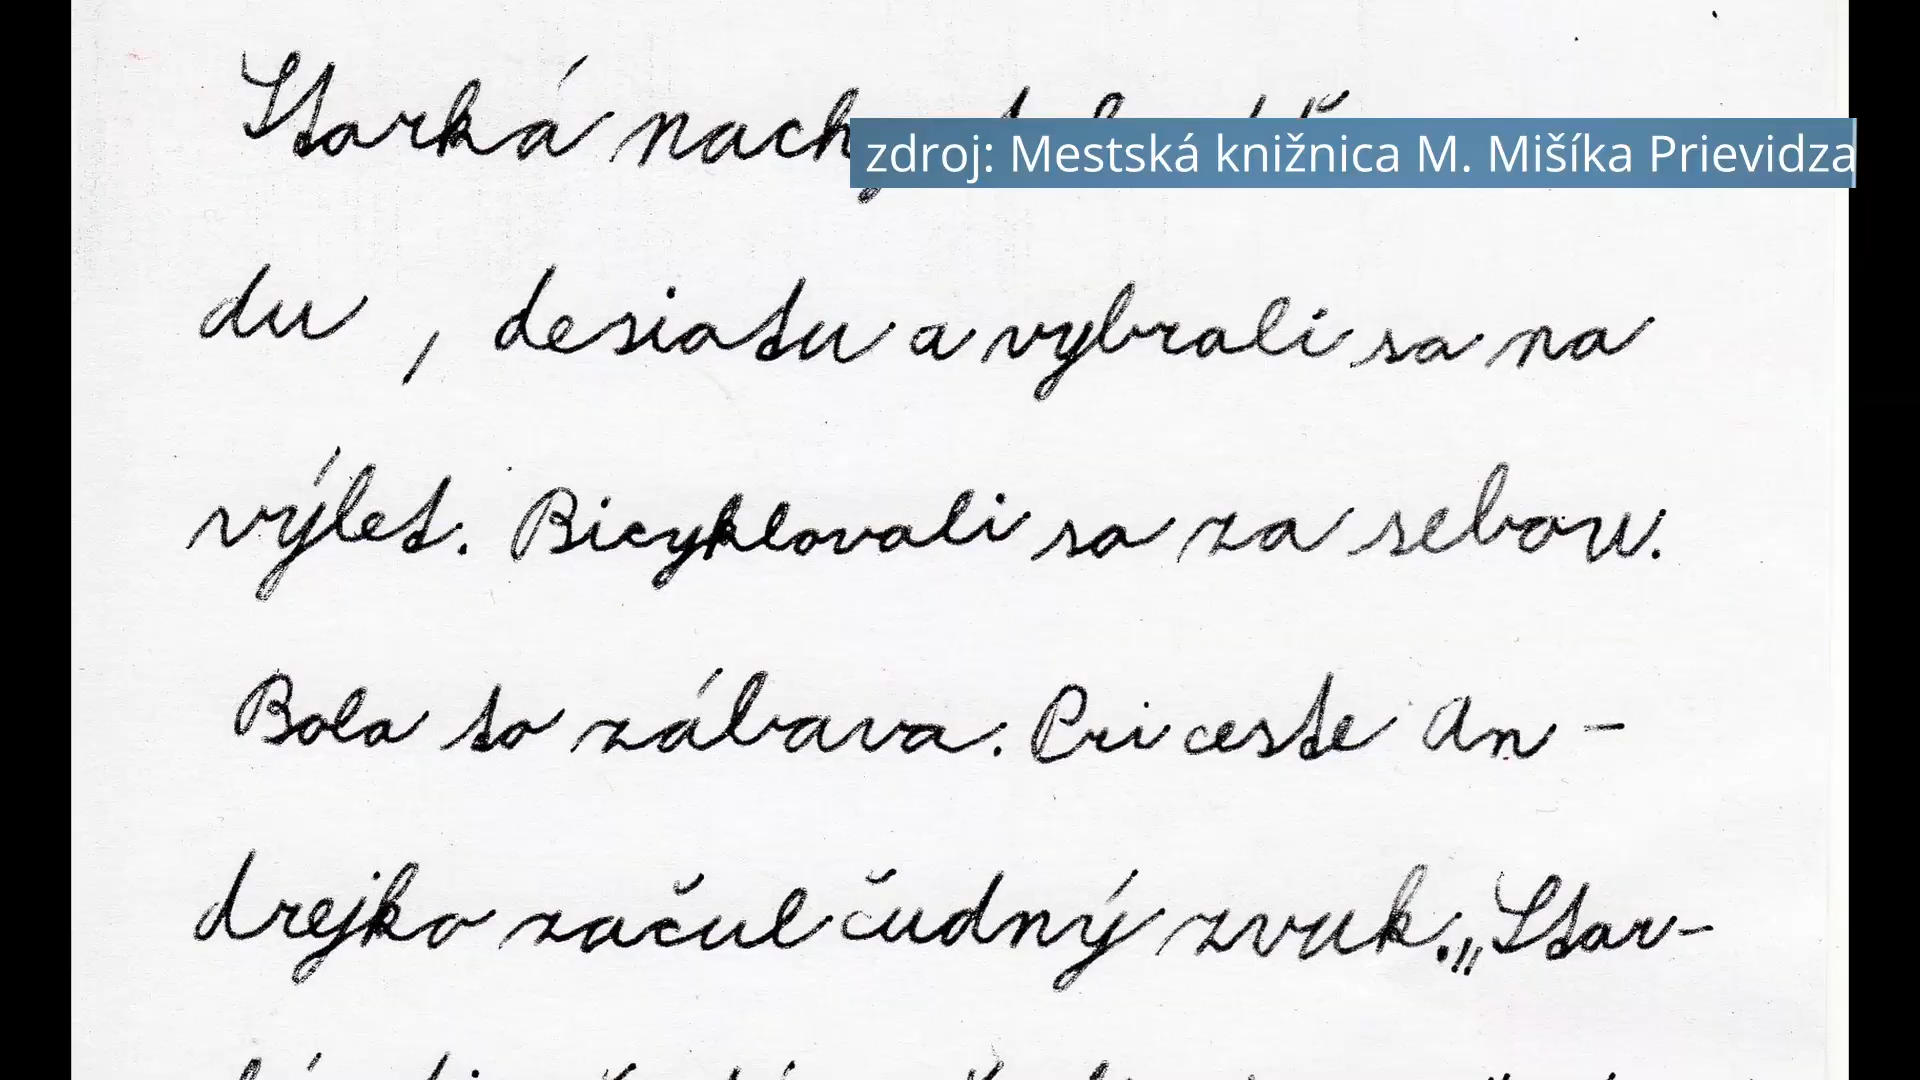 Starká
zdroj: Mestská knižnica M. Mišíka Prievidza
du , desiatu a vybrali sa na
výlet. Bicyklovali sa za sebou.
Bola to zábava. Pri ceste An-
drejko začul čudný zvuk. „Star-